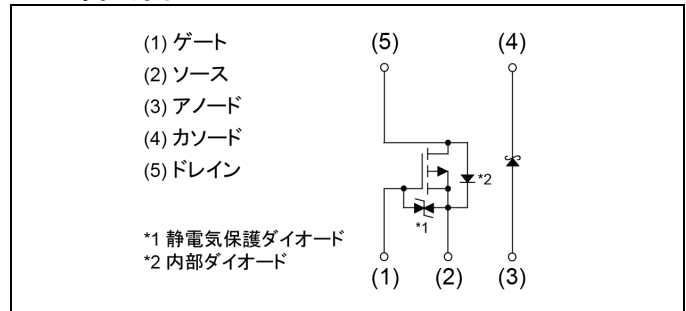 (1) ゲート
(2) ソース
(3) アノード
(4) カソード
(5) ドレイン
*1 静電気保護ダイオード
*2 内部ダイオード
(5)
(4)
*2
*1
(1)
(2)
(3)